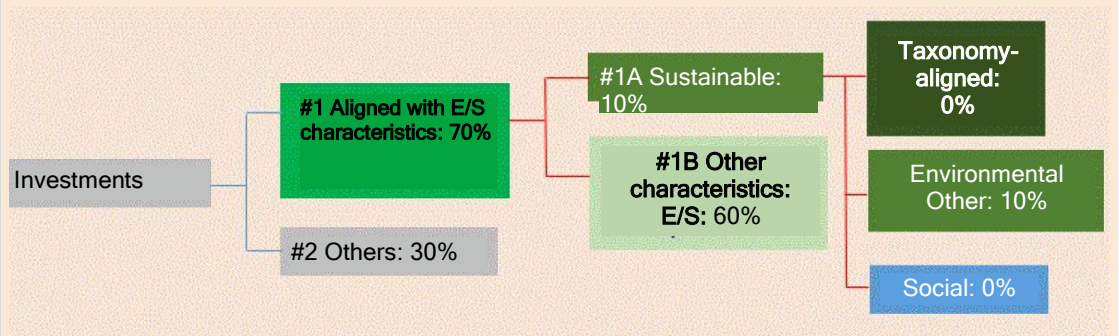 Investments
#1 Aligned with E/S
characteristics: 70%
#2 Others: 30%
#1A Sustainable:
10%
#1B Other
characteristics:
E/S: 60%
Taxonomy-
aligned:
0%
Environmental
Other: 10%
Social: 0%